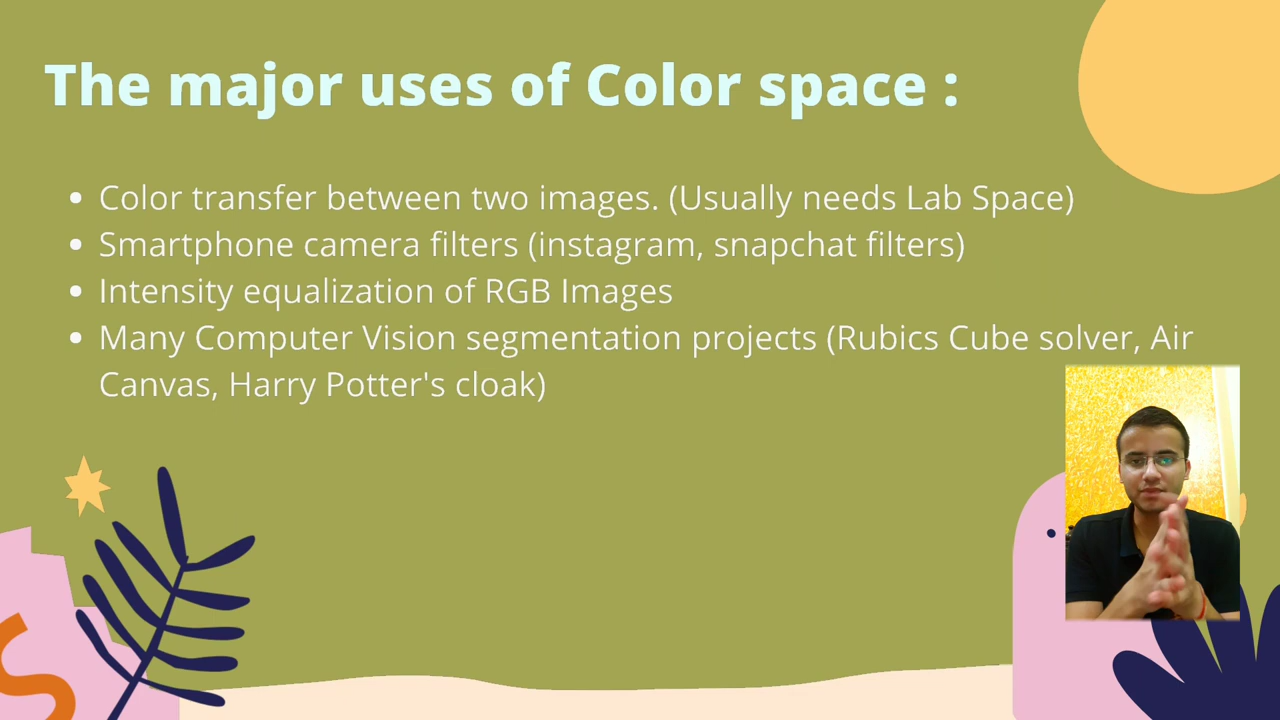 The major uses of Color space :
• Color transfer between two images. (Usually needs Lab Space)
• Smartphone camera filters (instagram, snapchat filters)
• Intensity equalization of RGB Images
• Many Computer Vision segmentation projects (Rubics Cube solver, Air
Canvas, Harry Potter's cloak)